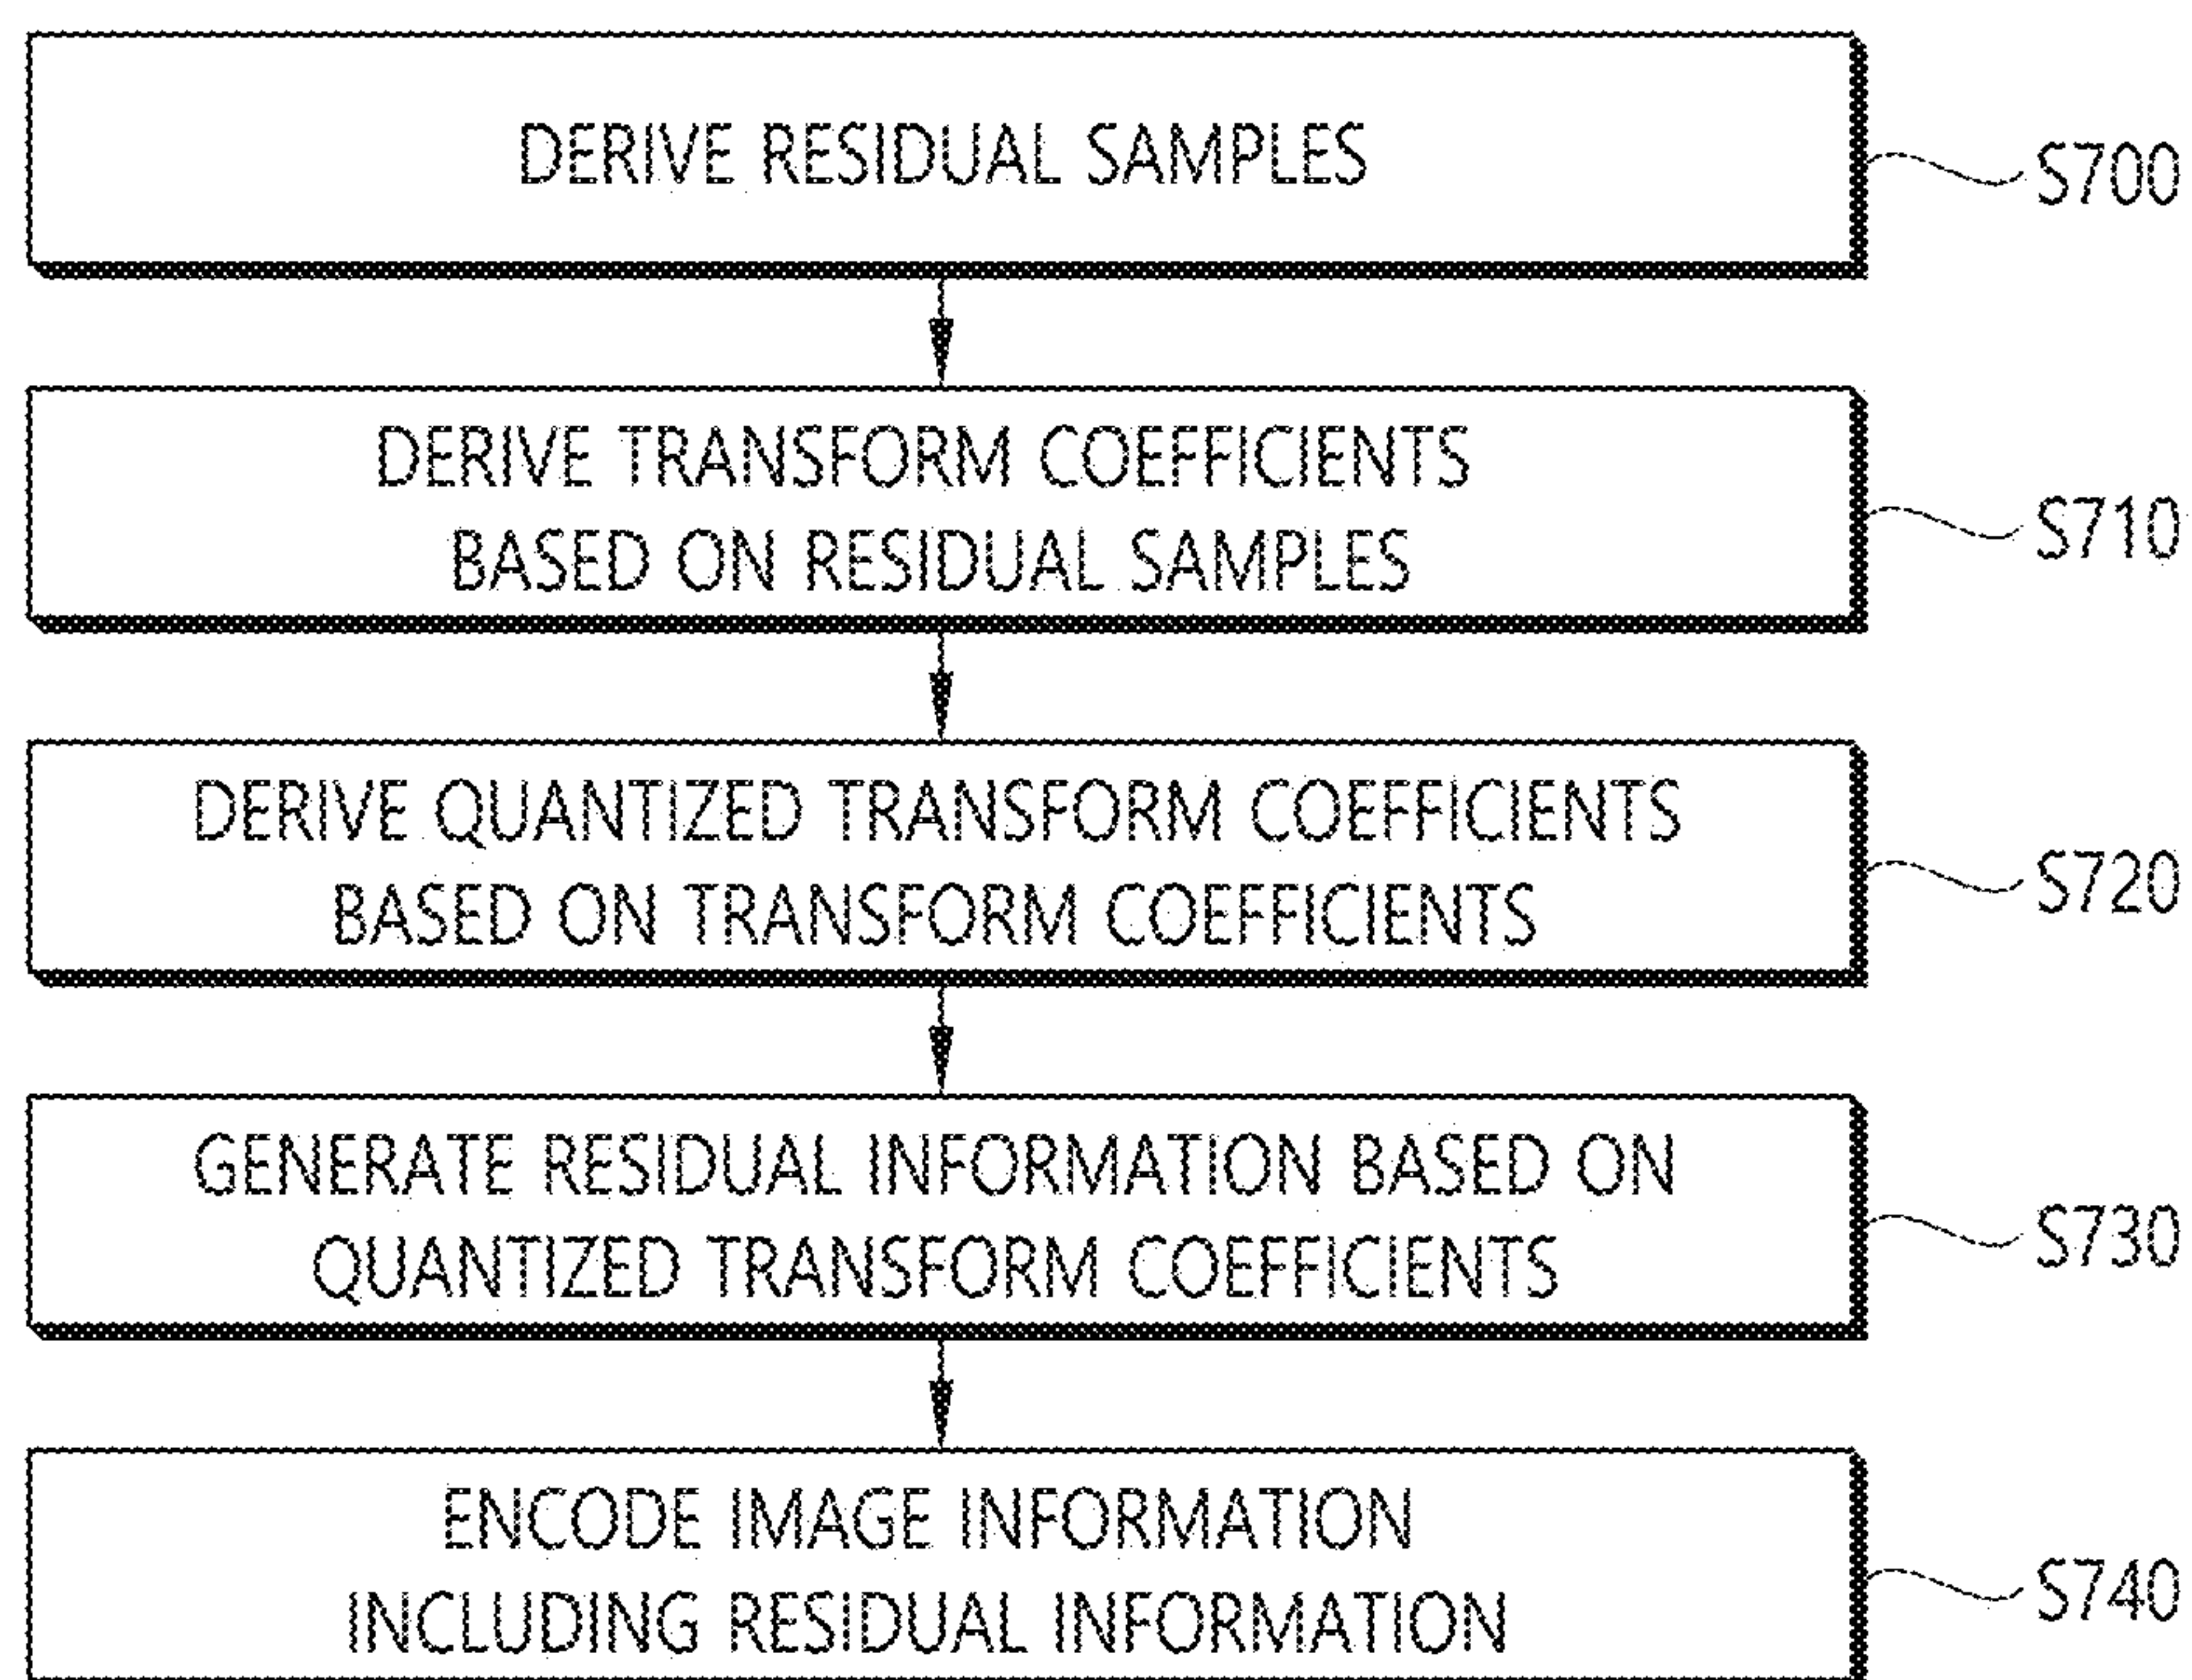 DERIVE RESIDUAL SAMPLES
S700
DERIVE TRANSFORM COEFFICIENTS
BASED ON RESIDUAL SAMPLES
S710
DERIVE QUANTIZED TRANSFORM COEFFICIENTS
BASED ON TRANSFORM COEFFICIENTS
S720
GENERATE RESIDUAL INFORMATION BASED ON
QUANTIZED TRANSFORM COEFFICIENTS
S730
ENCODE IMAGE INFORMATION
INCLUDING RESIDUAL INFORMATION
S740